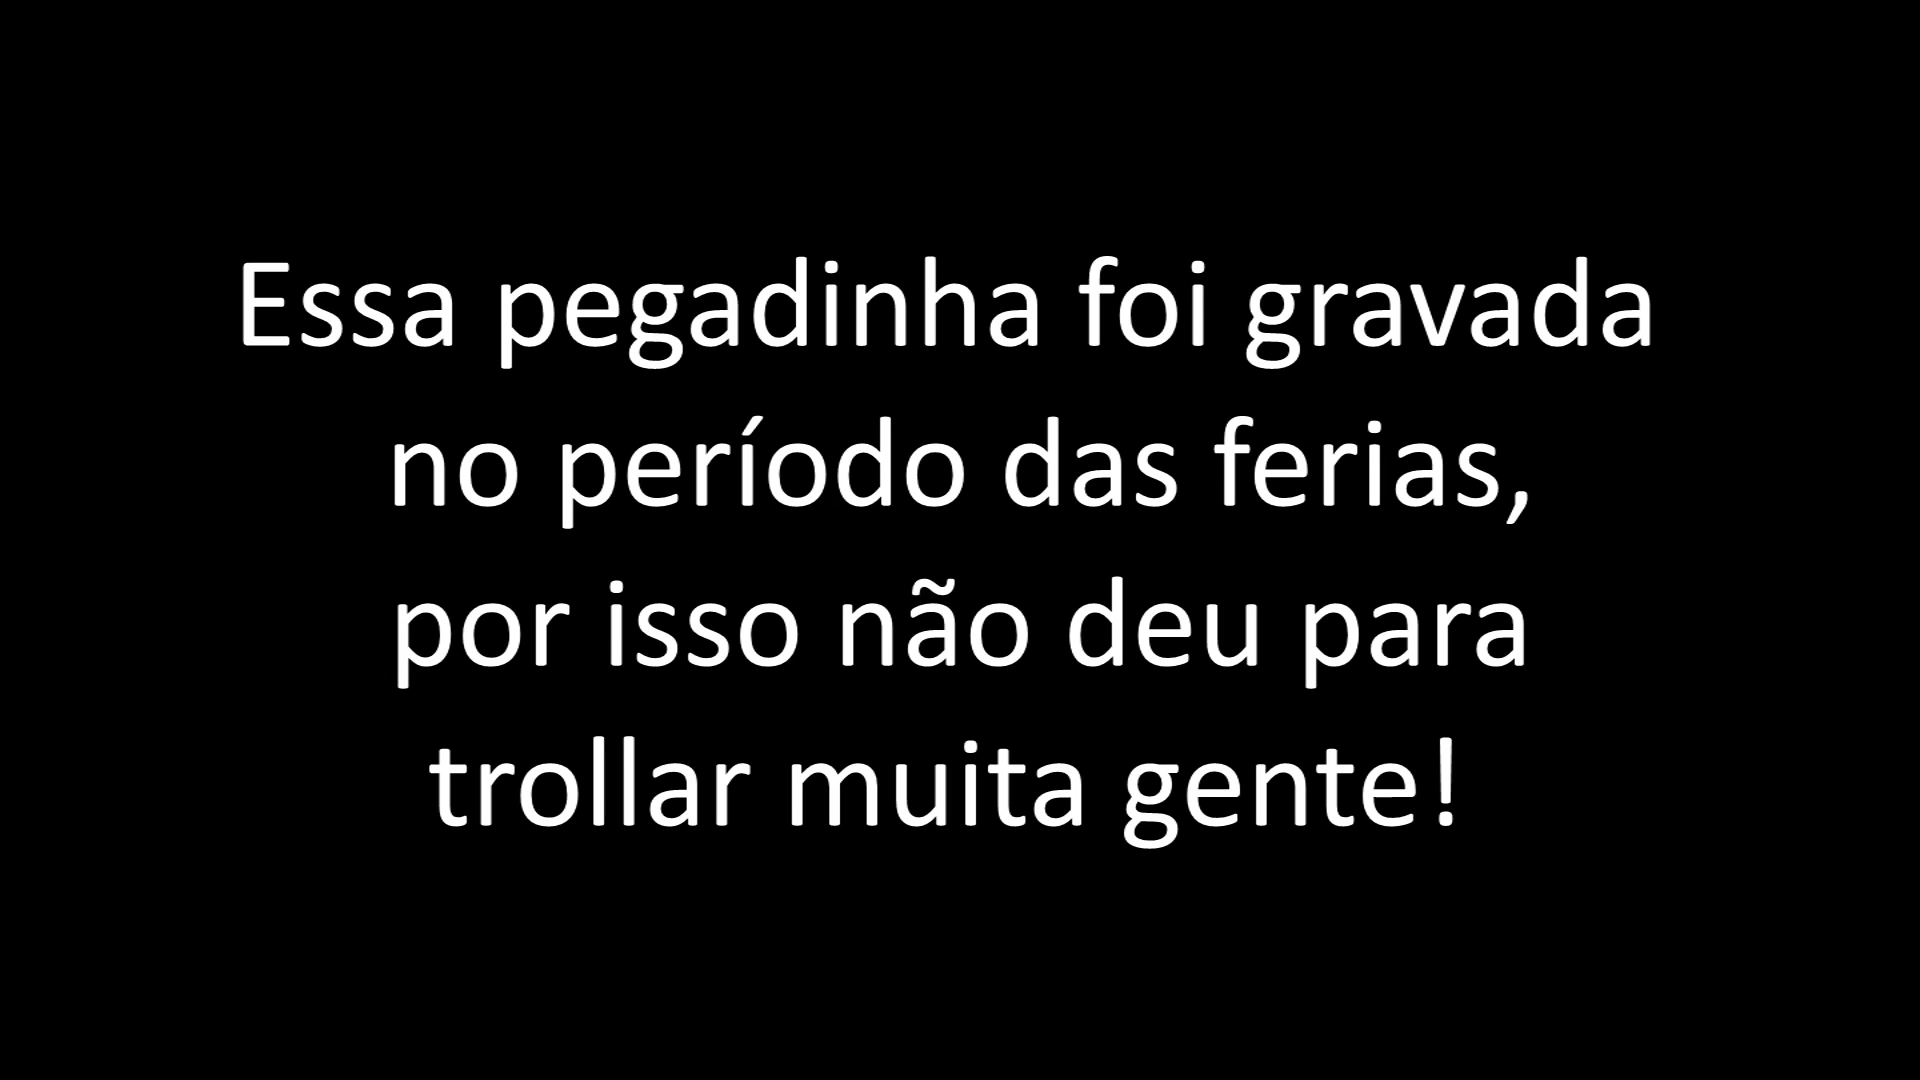 Essa pegadinha foi gravada
no período das ferias,
por isso não deu para
trollar muita gente!